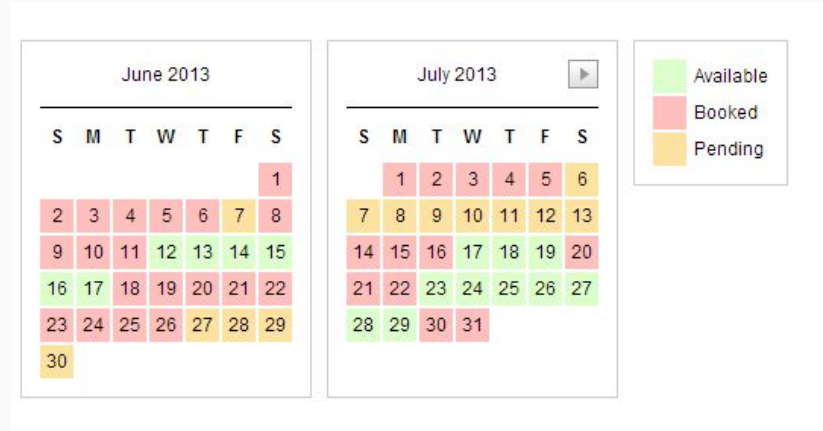 June 2013
S M T W T F S
1
2 3 4 5 6 7 8
9 10 11 12 13 14 15
16 17 18 19 20 21 22
23 24 25 26 27 28 29
30
July 2013
S M T W T F S
1 2 3 4 5 6
7 8 9 10 11 12 13
14 15 16 17 18 19 20
21 22 23 24 25 26 27
28 29 30 31
Available
Booked
Pending